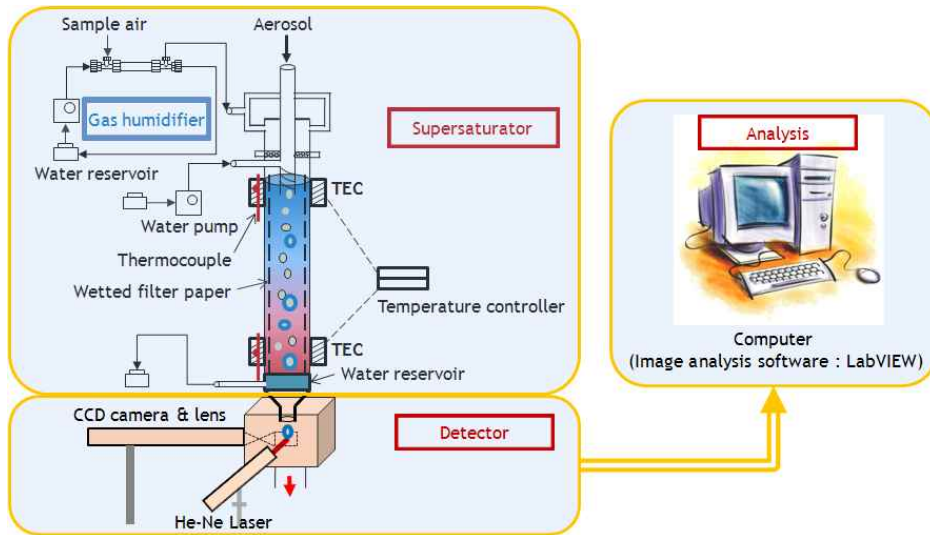 Sample air
Aerosol
Gas humidifier
Supersaturator
Water reservoir
TEC
Water pump
Thermocouple
Wetted filter paper
Temperature controller
TEC
Water reservoir
CCD camera & lens
Detector
He-Ne Laser
Analysis
Computer
(Image analysis software : LabVIEW)